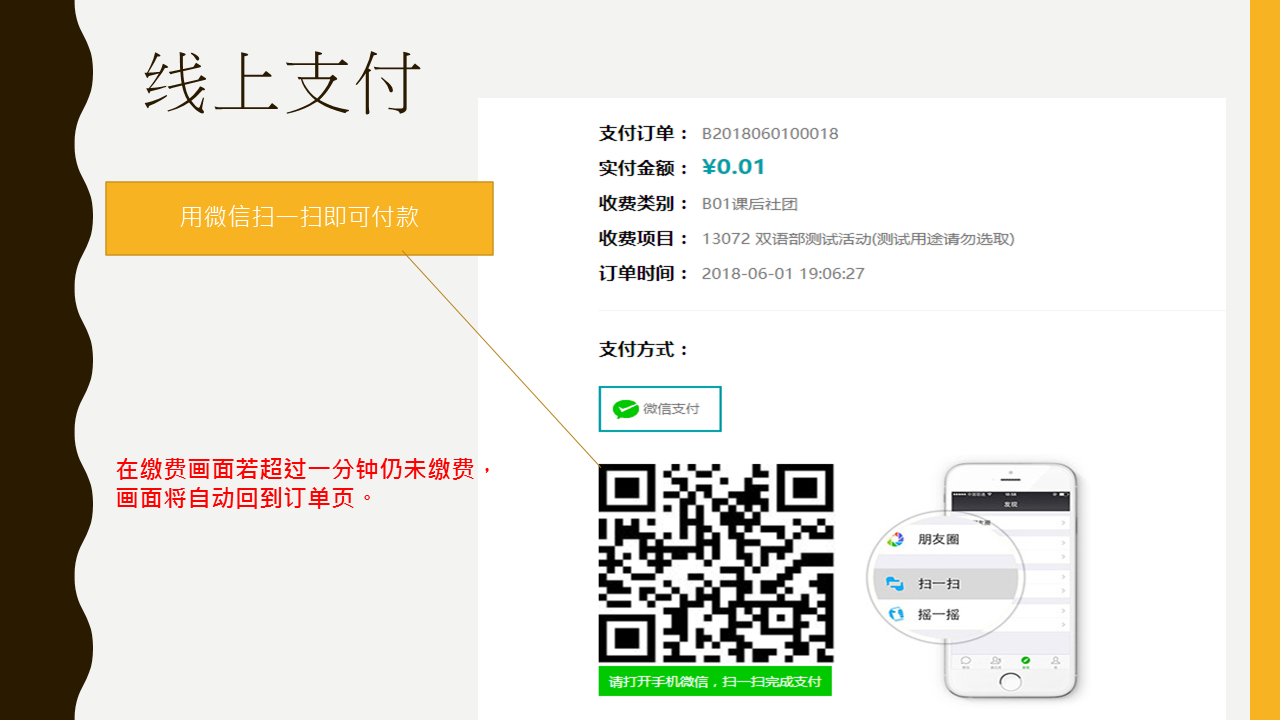 线上支付
用微信扫一扫即可付款
在缴费画面若超过一分钟仍未缴费，
画面将自动回到订单页。
支付订单： B2018060100018
实付金额： ¥0.01
收费类别： B01课后社团
收费项目： 13072 双语部测试活动(测试用途请勿选取)
订单时间： 2018-06-01 19:06:27
支付方式：
微信支付
请打开手机微信，扫一扫完成支付
发现
朋友圈
扫一扫
摇一摇